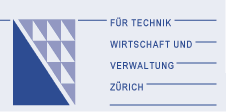 FÜR TECHNIK
WIRTSCHAFT UND
VERWALTUNG
ZÜRICH